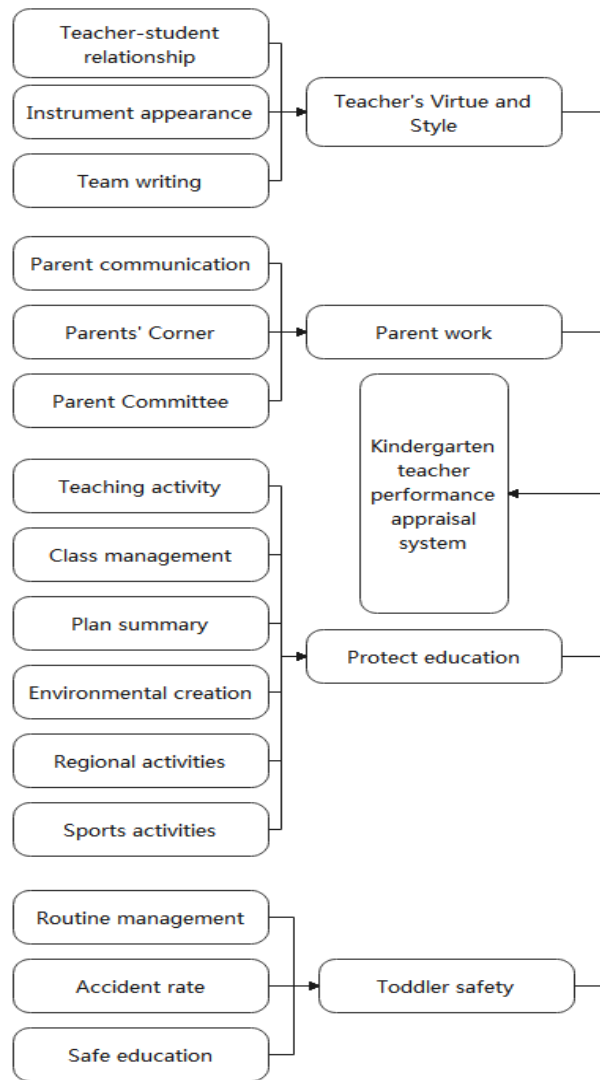 Teacher-student
relationship
Instrument appearance
Team writing
Teacher's Virtue and
Style
Parent communication
Parents' Corner
Parent Committee
Parent work
Kindergarten
teacher
performance
appraisal
system
Teaching activity
Class management
Plan summary
Environmental creation
Regional activities
Sports activities
Protect education
Routine management
Accident rate
Safe education
Toddler safety